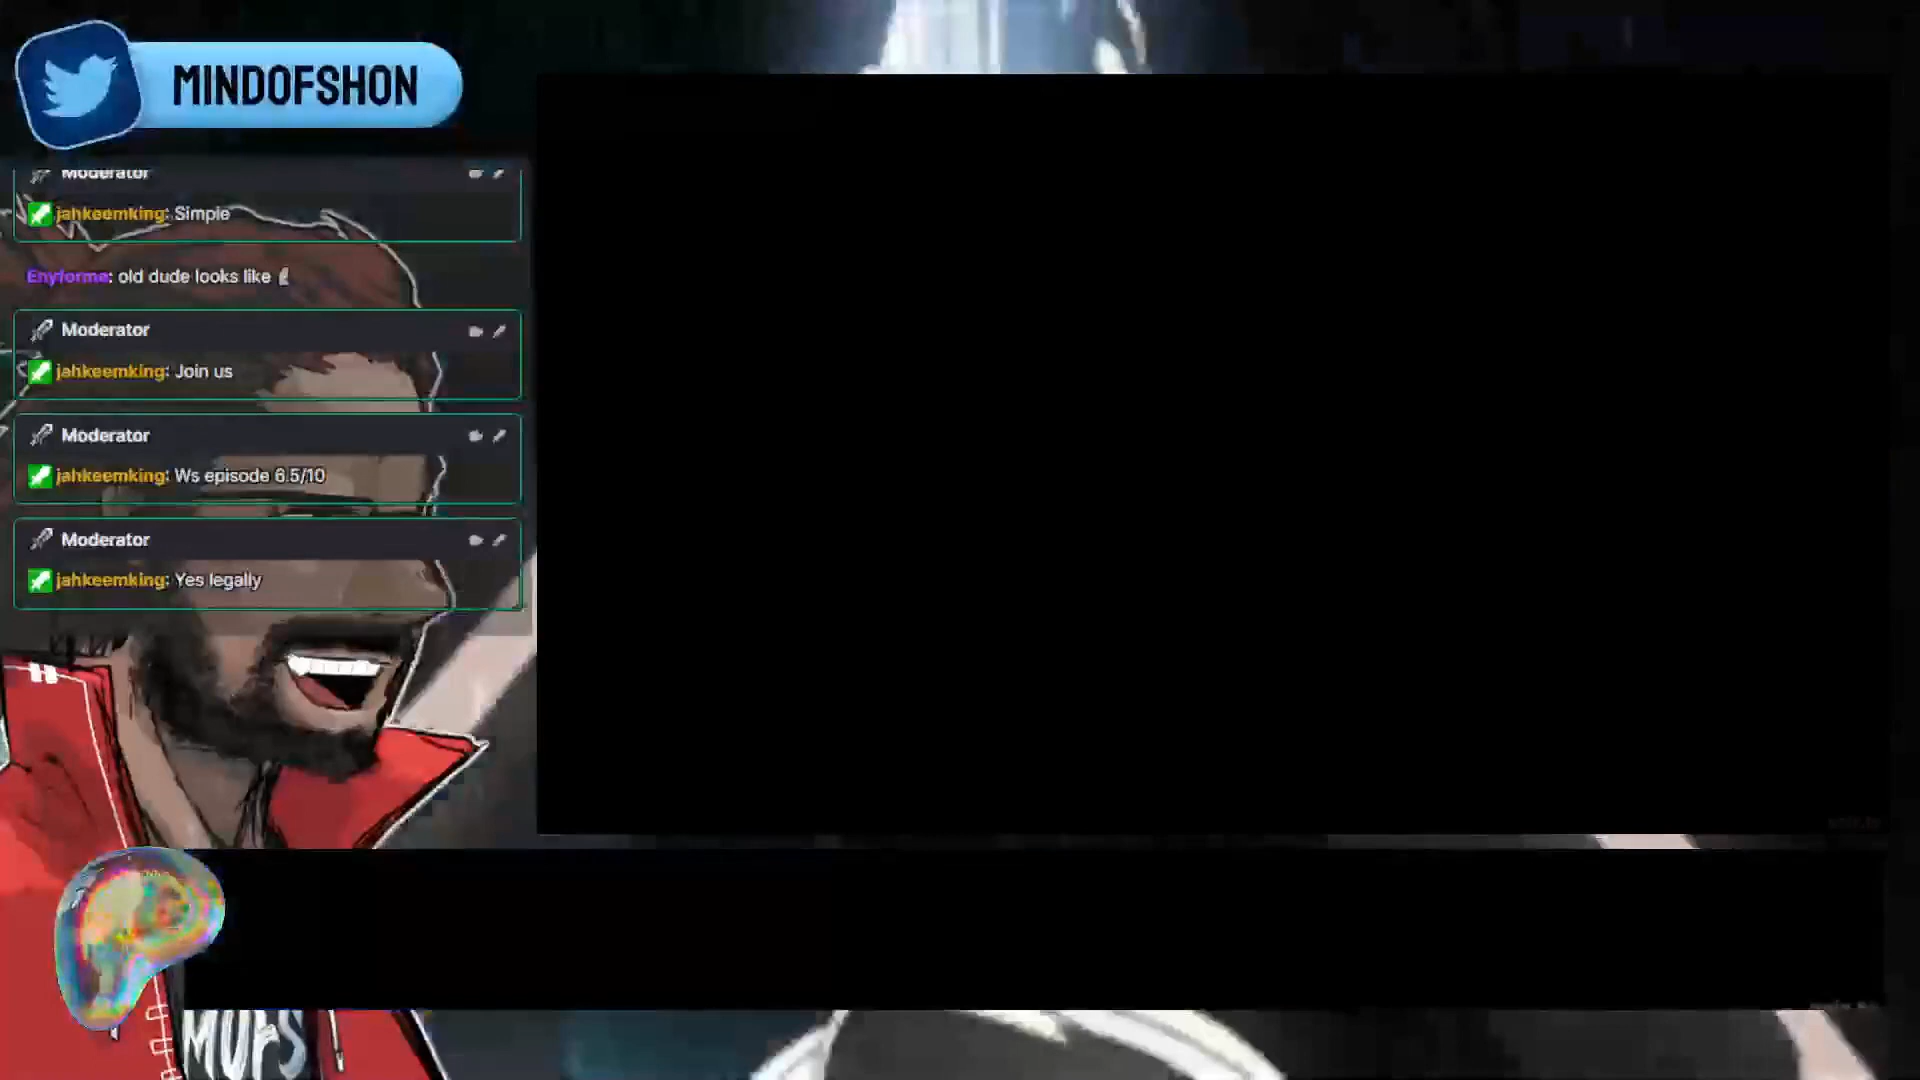 MINDOFSHON
Moderator
jahkeemking: Simple
Enyforme: old dude looks like
Moderator
jahkeemking: Join us
Moderator
jahkeemking: Ws episode 6.5/10
Moderator
jahkeemking: Yes legally
MOFS